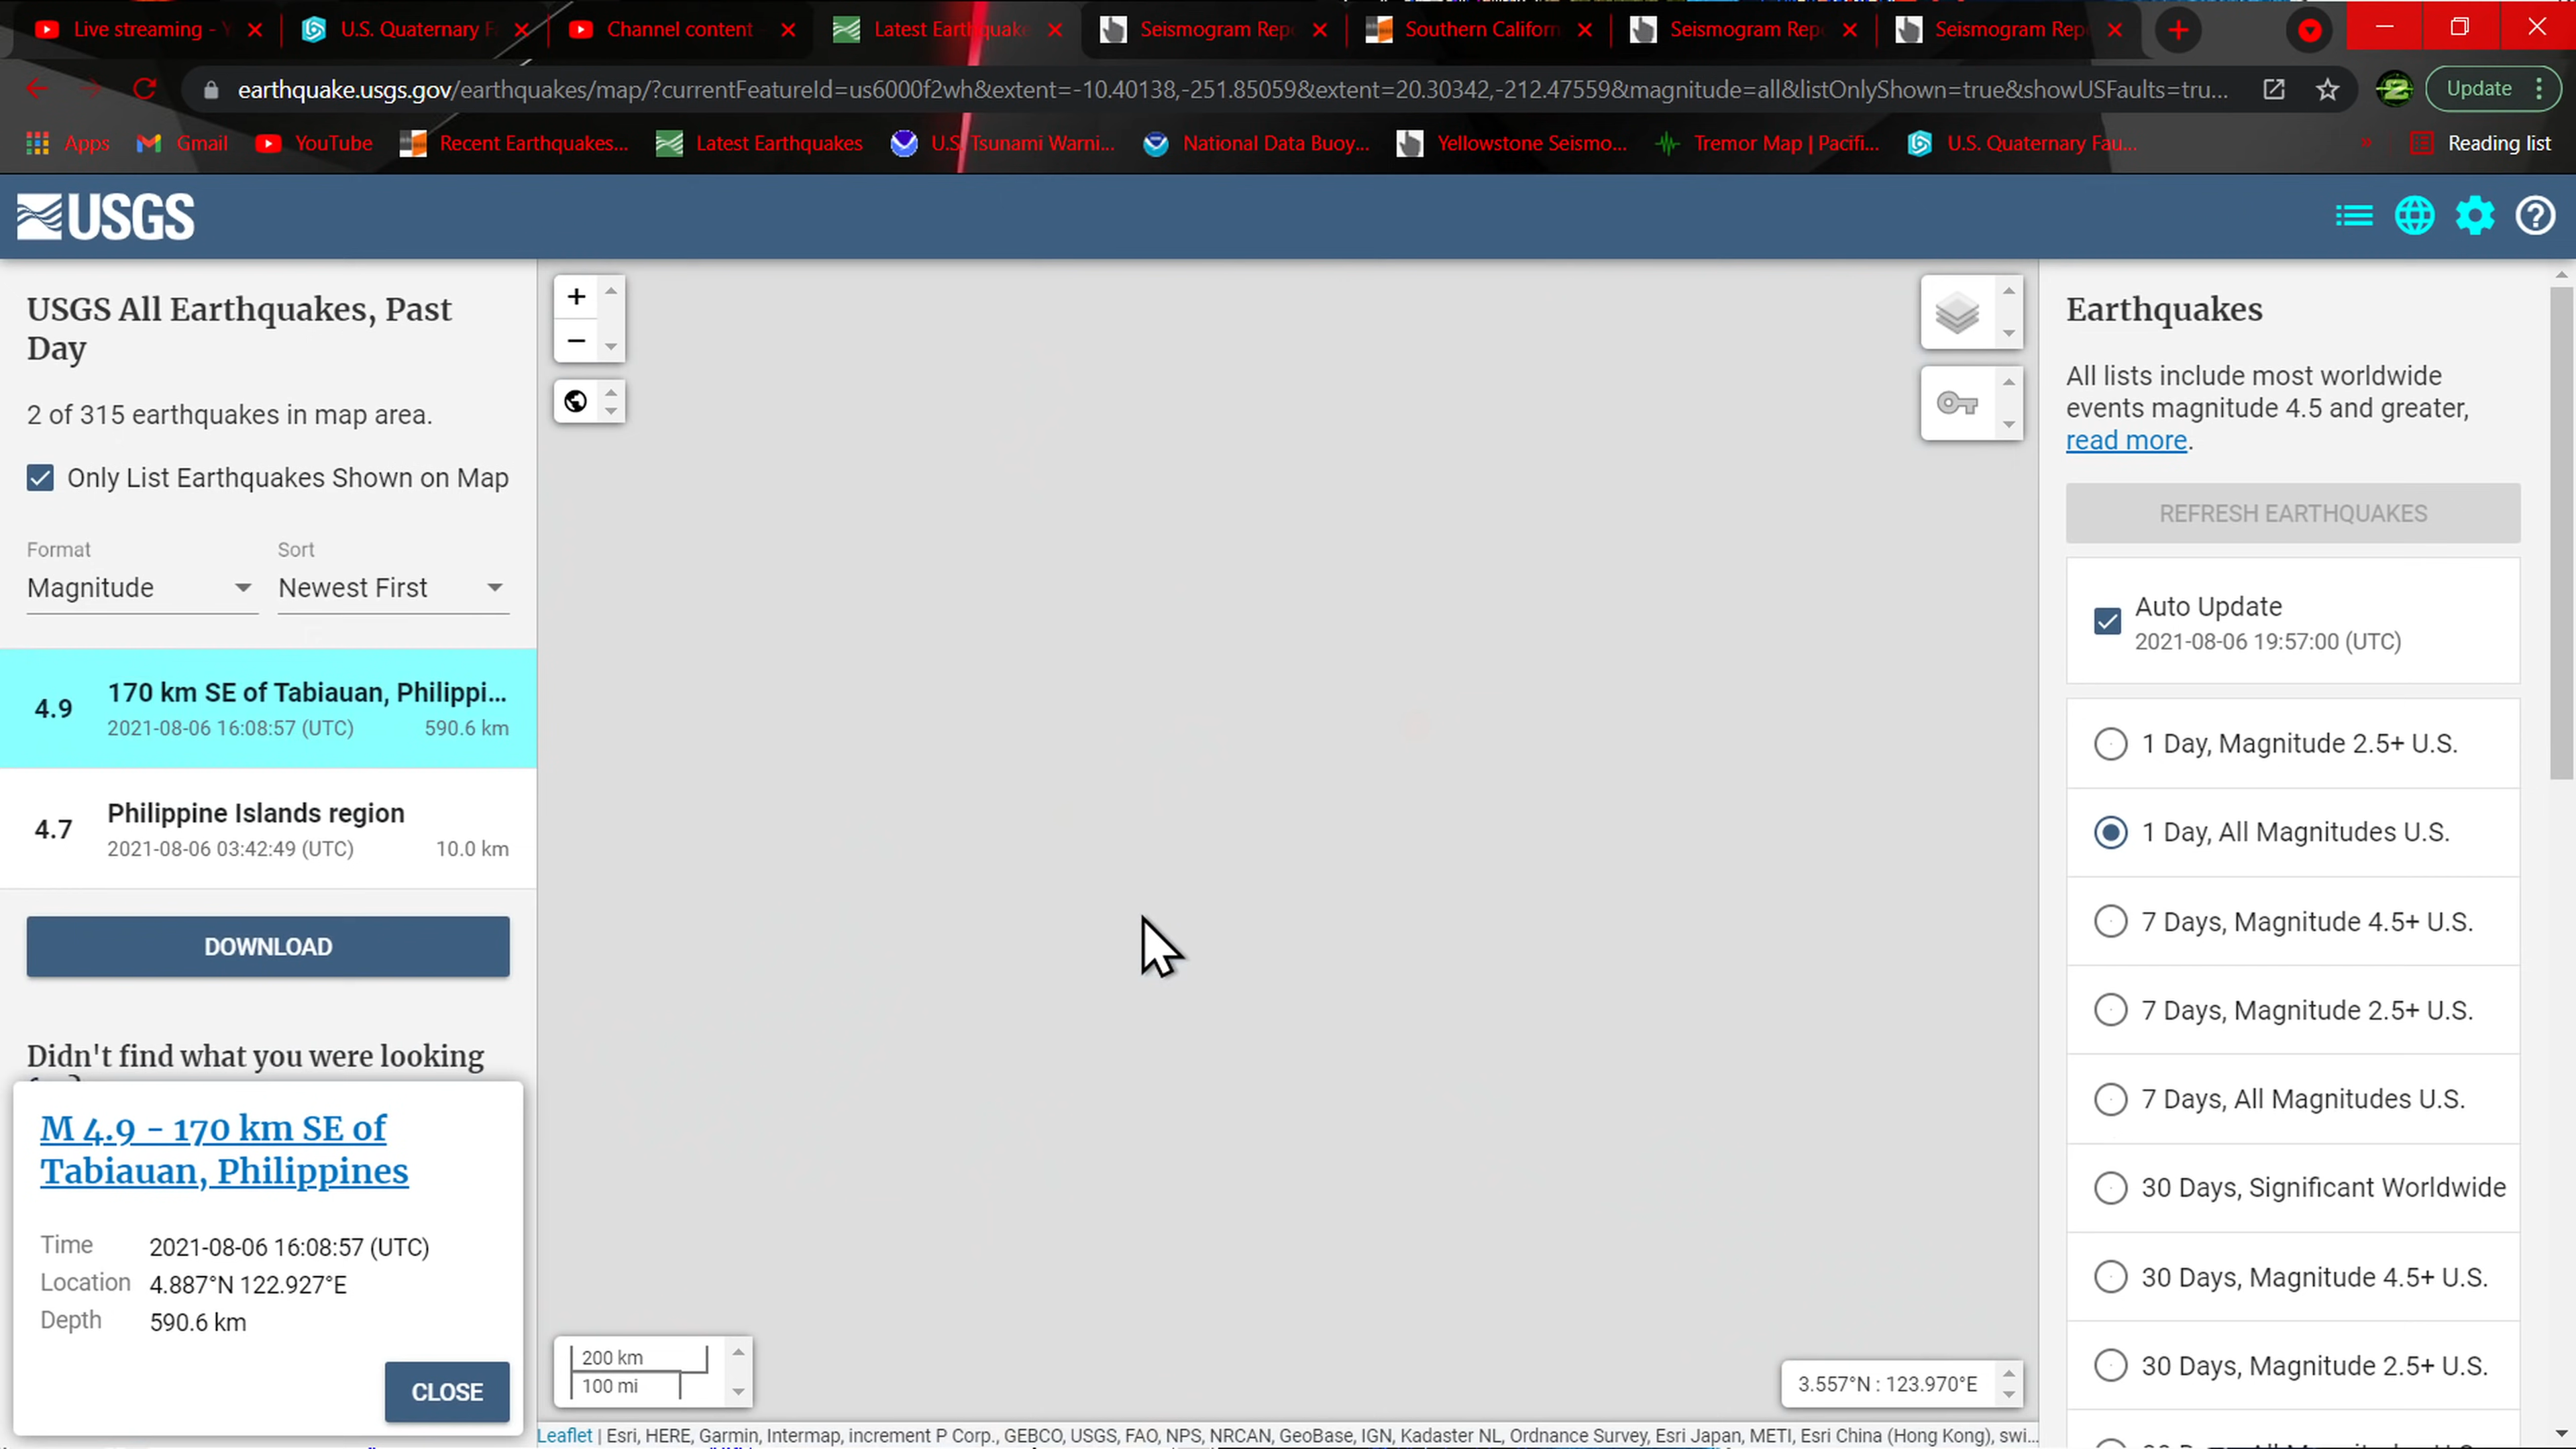 Live streaming - Y
U.S. Quaternary Fa
Channel content
Latest Earthquake
Seismogram Repo
Southern Californ
Seismogram Repo
Seismogram Repo
earthquake.usgs.gov/earthquakes/map/?currentFeatureId=us6000f2wh&extent=-10.40138,-251.85059&extent=20.30342,-212.47559&magnitude=all&listOnlyShown=true&showUSFaults=tru...
Update
Apps
Gmail
YouTube
Recent Earthquakes...
Latest Earthquakes
U.S. Tsunami Warni...
National Data Buoy...
Yellowstone Seismo...
Tremor Map | Pacifi...
U.S. Quaternary Fau...
Reading list
USGS
USGS All Earthquakes, Past
Day
2 of 315 earthquakes in map area.
Only List Earthquakes Shown on Map
Format
Sort
Magnitude
Newest First
4.9
170 km SE of Tabiauan, Philippi...
2021-08-06 16:08:57 (UTC)
590.6 km
4.7
Philippine Islands region
2021-08-06 03:42:49 (UTC)
10.0 km
DOWNLOAD
Didn't find what you were looking
M 4.9 - 170 km SE of
Tabiauan, Philippines
Time 2021-08-06 16:08:57 (UTC)
Location 4.887°N 122.927°E
Depth 590.6 km
CLOSE
+
−
200 km
100 mi
3.557°N : 123.970°E
Leaflet | Esri, HERE, Garmin, Intermap, increment P Corp., GEBCO, USGS, FAO, NPS, NRCAN, GeoBase, IGN, Kadaster NL, Ordnance Survey, Esri Japan, METI, Esri China (Hong Kong), swi...
Earthquakes
All lists include most worldwide
events magnitude 4.5 and greater,
read more.
REFRESH EARTHQUAKES
Auto Update
2021-08-06 19:57:00 (UTC)
1 Day, Magnitude 2.5+ U.S.
1 Day, All Magnitudes U.S.
7 Days, Magnitude 4.5+ U.S.
7 Days, Magnitude 2.5+ U.S.
7 Days, All Magnitudes U.S.
30 Days, Significant Worldwide
30 Days, Magnitude 4.5+ U.S.
30 Days, Magnitude 2.5+ U.S.